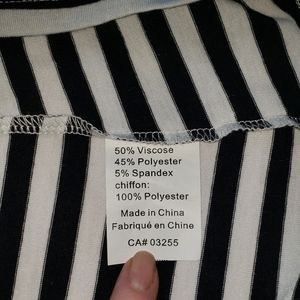 50% Viscose
45% Polyester
5% Spandex
chiffon:
100% Polyester
Made in China
Fabriqué en Chine
CA# 03255